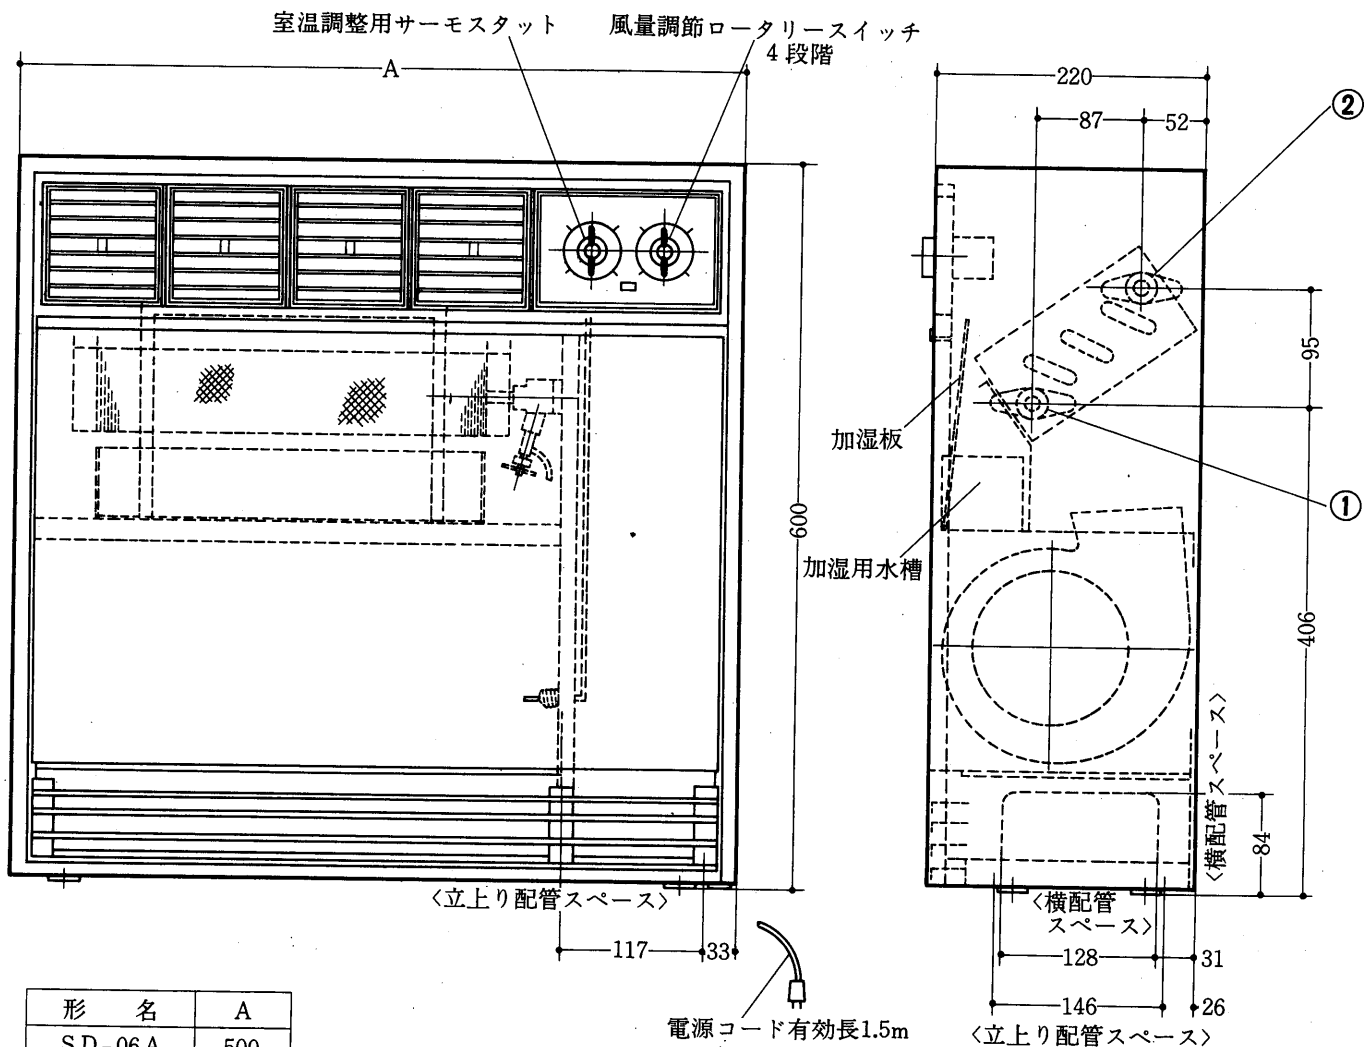 室温調整用サーモスタット
風量調節ロータリースイッチ
4段階
A
220
87
52
②
95
加湿板
①
加湿用水槽
600
406
〈横配管スペース〉
84
〈立上り配管スペース〉
〈横配管
スペース〉
117
33
128
31
146
26
電源コード有効長1.5m
〈立上り配管スペース〉
形 名 A
SD-06A 500